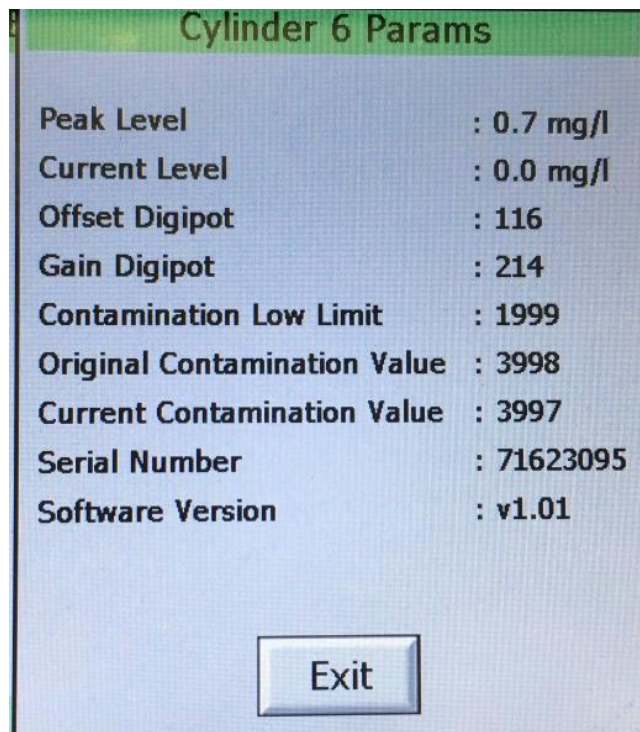 Cylinder 6 Params
Peak Level : 0.7 mg/l
Current Level : 0.0 mg/l
Offset Digipot : 116
Gain Digipot : 214
Contamination Low Limit : 1999
Original Contamination Value : 3998
Current Contamination Value : 3997
Serial Number : 71623095
Software Version : v1.01
Exit